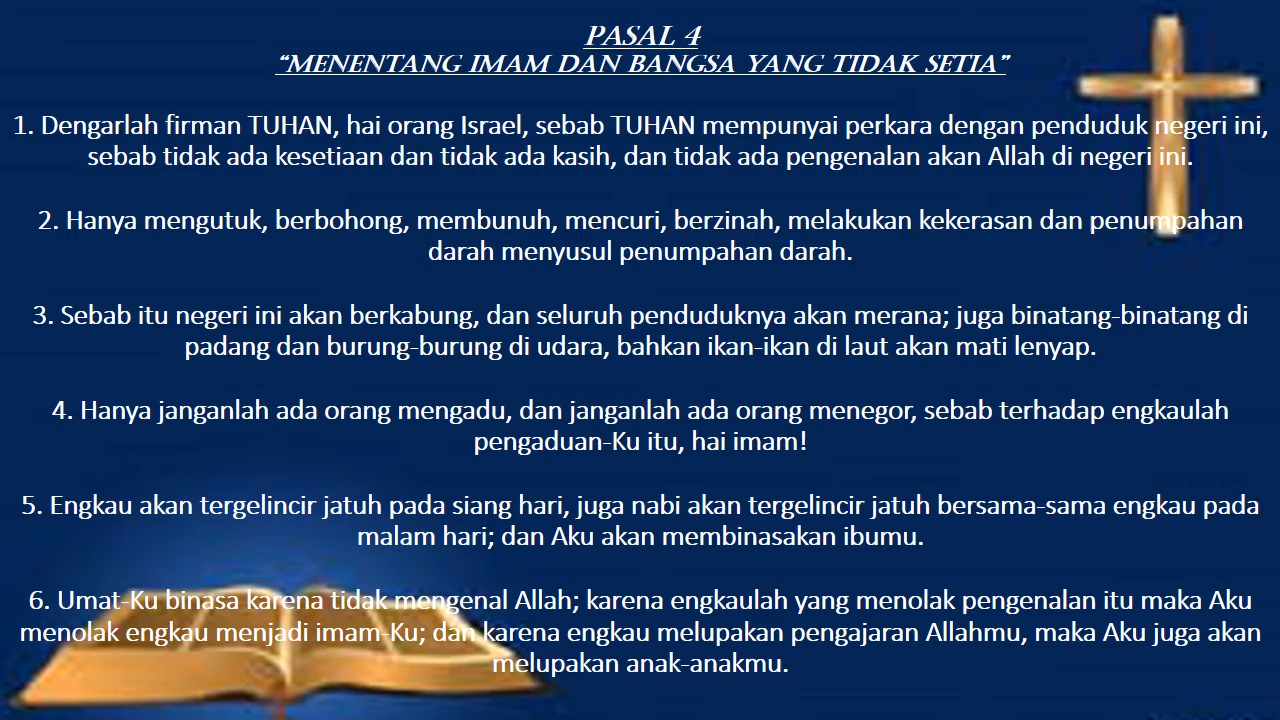 PASAL 4
“MENENTANG IMAM DAN BANGSA YANG TIDAK SETIA”
1. Dengarlah firman TUHAN, hai orang Israel, sebab TUHAN mempunyai perkara dengan penduduk negeri ini,
sebab tidak ada kesetiaan dan tidak ada kasih, dan tidak ada pengenalan akan Allah di negeri ini.
2. Hanya mengutuk, berbohong, membunuh, mencuri, berzinah, melakukan kekerasan dan penumpahan
darah menyusul penumpahan darah.
3. Sebab itu negeri ini akan berkabung, dan seluruh penduduknya akan merana; juga binatang-binatang di
padang dan burung-burung di udara, bahkan ikan-ikan di laut akan mati lenyap.
4. Hanya janganlah ada orang mengadu, dan janganlah ada orang menegor, sebab terhadap engkaulah
pengaduan-Ku itu, hai imam!
5. Engkau akan tergelincir jatuh pada siang hari, juga nabi akan tergelincir jatuh bersama-sama engkau pada
malam hari; dan Aku akan membinasakan ibumu.
6. Umat-Ku binasa karena tidak mengenal Allah; karena engkaulah yang menolak pengenalan itu maka Aku
menolak engkau menjadi imam-Ku; dan karena engkau melupakan pengajaran Allahmu, maka Aku juga akan
melupakan anak-anakmu.